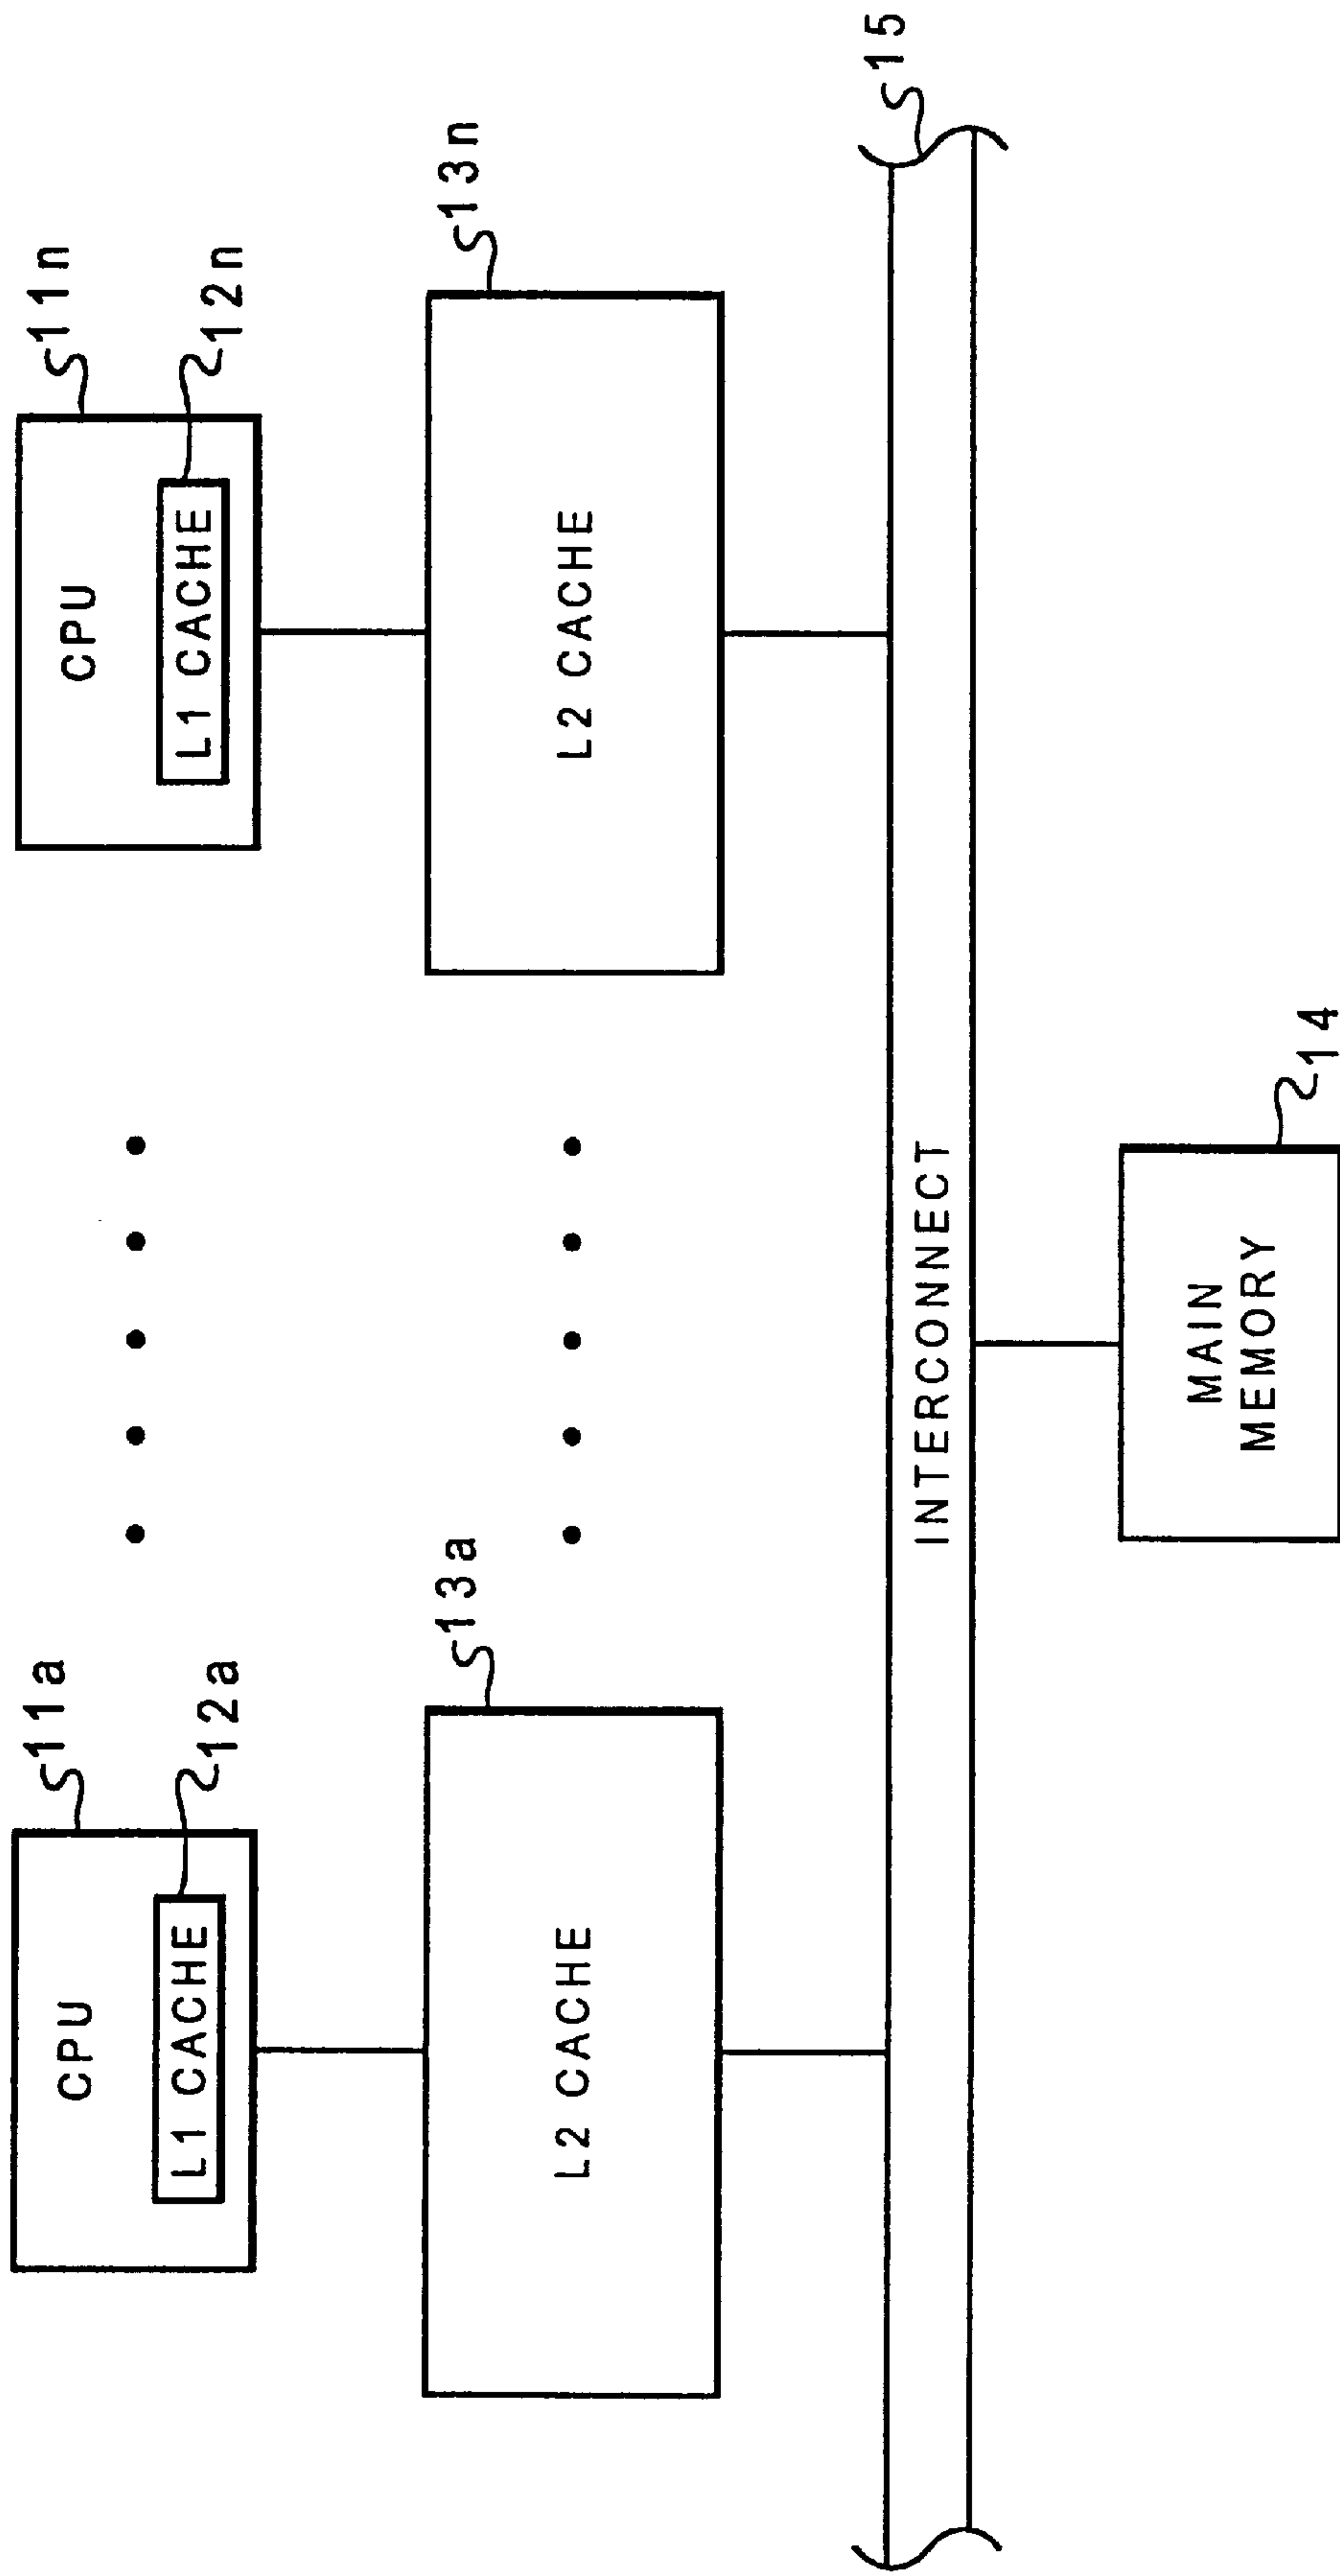 11a
CPU
12a
L1 CACHE
11n
CPU
12n
L1 CACHE
13a
L2 CACHE
13n
L2 CACHE
15
INTERCONNECT
14
MAIN
MEMORY